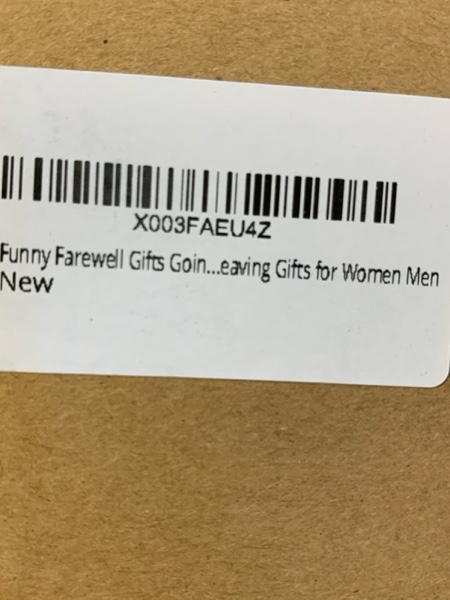 X003FAEU4Z
Funny Farewell Gifts Goin...eaving Gifts for Women Men
New